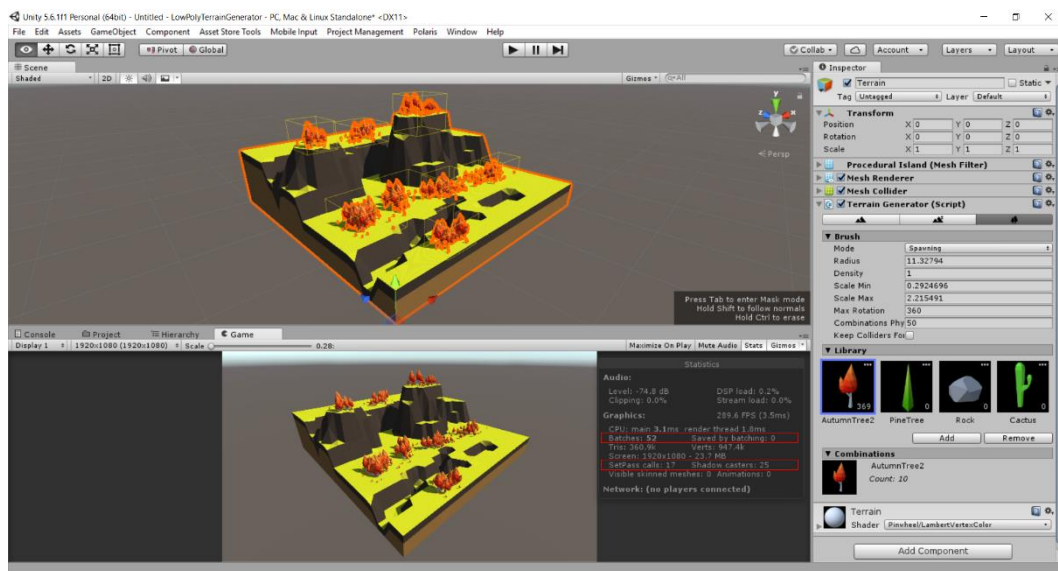 Unity 5.6.1f1 Personal (64bit) - Untitled - LowPolyTerrainGenerator - PC, Mac & Linux Standalone* <DX11>
File Edit Assets GameObject Component Asset Store Tools Mobile Input Project Management Polaris Window Help
Pivot Global Collab Account Layers Layout
Scene
Shaded 2D Gizmos All
y
x
z
Persp
Press Tab to enter Mask mode
Hold Shift to follow normals
Hold Ctrl to erase
Console Project Hierarchy Game
Display 1 1920x1080 (1920x1080) Scale 0.28: Maximize On Play Mute Audio Stats Gizmos
Statistics
Audio:
Level: -74.8 dB DSP load: 0.2%
Clipping: 0.0% Stream load: 0.0%
Graphics: 289.6 FPS (3.5ms)
CPU: main 3.1ms render thread 1.8ms
Batches: 52 Saved by batching: 0
Tris: 360.9k Verts: 947.4k
Screen: 1920x1080 - 23.7 MB
SetPass calls: 17 Shadow casters: 25
Visible skinned meshes: 0 Animations: 0
Network: (no players connected)
Inspector
Terrain Static
Tag Untagged Layer Default
Transform
Position X 0 Y 0 Z 0
Rotation X 0 Y 0 Z 0
Scale X 1 Y 1 Z 1
Procedural Island (Mesh Filter)
Mesh Renderer
Mesh Collider
Terrain Generator (Script)
Brush
Mode Spawning
Radius 11.32794
Density 1
Scale Min 0.2924696
Scale Max 2.215491
Max Rotation 360
Combinations Phy 50
Keep Colliders For
Library
369 0 0 0
AutumnTree2 PineTree Rock Cactus
Add Remove
Combinations
AutumnTree2
Count: 10
Terrain
Shader Pinwheel/LambertVertexColor
Add Component